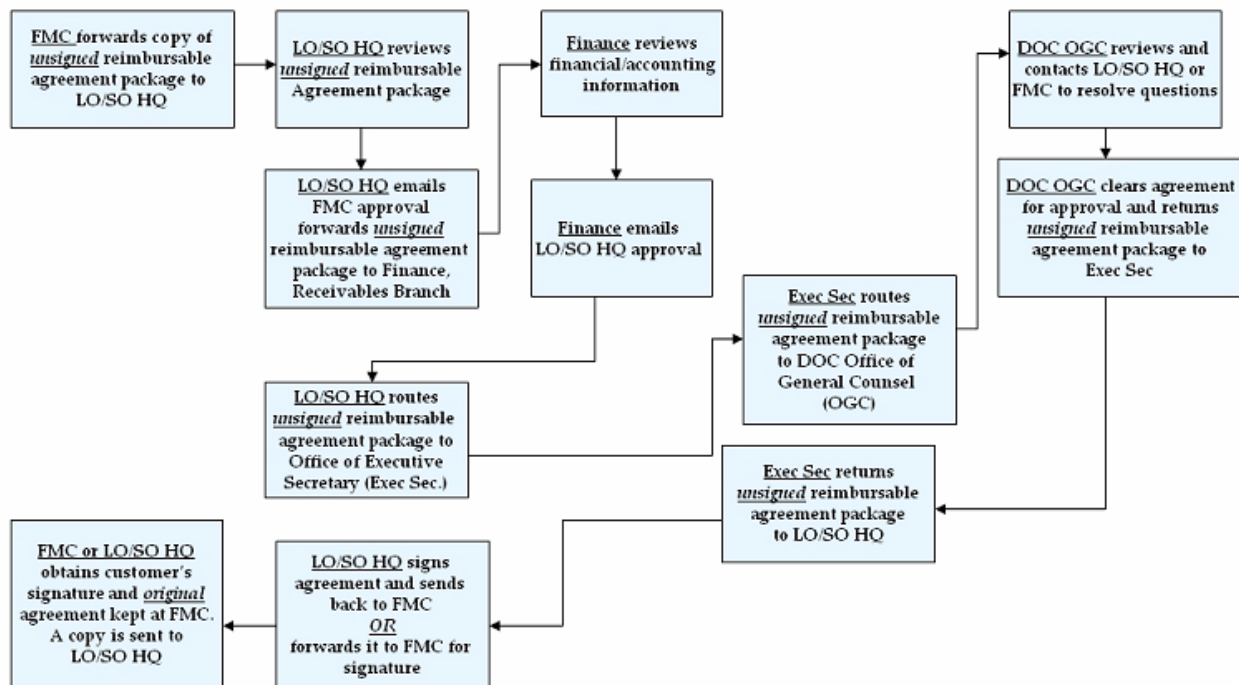 FMC forwards copy of
unsigned reimbursable
agreement package to
LO/SO HQ
LO/SO HQ reviews
unsigned reimbursable
Agreement package
LO/SO HQ emails
FMC approval
forwards unsigned
reimbursable agreement
package to Finance,
Receivables Branch
Finance reviews
financial/accounting
information
Finance emails
LO/SO HQ approval
LO/SO HQ routes
unsigned reimbursable
agreement package to
Office of Executive
Secretary (Exec Sec.)
Exec Sec routes
unsigned reimbursable
agreement package
to DOC Office of
General Counsel
(OGC)
DOC OGC reviews and
contacts LO/SO HQ or
FMC to resolve questions
DOC OGC clears agreement
for approval and returns
unsigned reimbursable
agreement package to
Exec Sec
Exec Sec returns
unsigned reimbursable
agreement package
to LO/SO HQ
LO/SO HQ signs
agreement and sends
back to FMC
OR
forwards it to FMC for
signature
FMC or LO/SO HQ
obtains customer's
signature and original
agreement kept at FMC.
A copy is sent to
LO/SO HQ